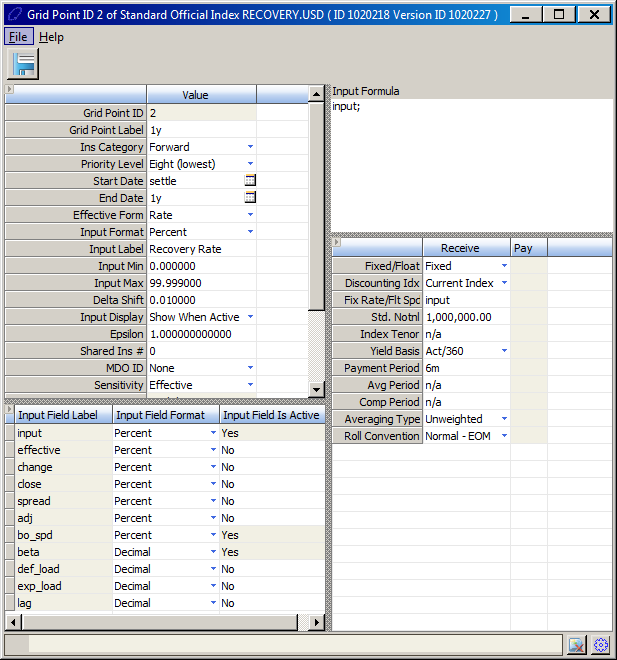 Grid Point ID 2 of Standard Official Index RECOVERY.USD ( ID 1020218 Version ID 1020227 )
File Help
Value
Grid Point ID 2
Grid Point Label 1y
Ins Category Forward
Priority Level Eight (lowest)
Start Date settle
End Date 1y
Effective Form Rate
Input Format Percent
Input Label Recovery Rate
Input Min 0.000000
Input Max 99.999000
Delta Shift 0.010000
Input Display Show When Active
Epsilon 1.000000000000
Shared Ins # 0
MDO ID None
Sensitivity Effective
Input Formula
input;
Receive Pay
Fixed/Float Fixed
Discounting Idx Current Index
Fix Rate/Flt Spd input
Std. Notnl 1,000,000.00
Index Tenor n/a
Yield Basis Act/360
Payment Period 6m
Avg Period n/a
Comp Period n/a
Averaging Type Unweighted
Roll Convention Normal - EOM
Input Field Label Input Field Format Input Field Is Active
input Percent Yes
effective Percent No
change Percent No
close Percent No
spread Percent No
adj Percent No
bo_spd Percent Yes
beta Decimal Yes
def_load Decimal No
exp_load Decimal No
lag Decimal No